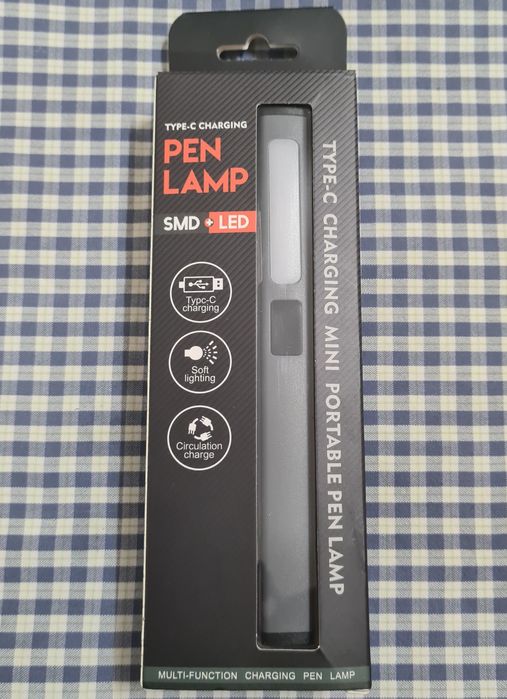 TYPE-C CHARGING
PEN
LAMP
SMD + LED
Typc-C
charging
Soft
lighting
Circulation
charge
TYPE-C CHARGING MINI PORTABLE PEN LAMP
MULTI-FUNCTION CHARGING PEN LAMP